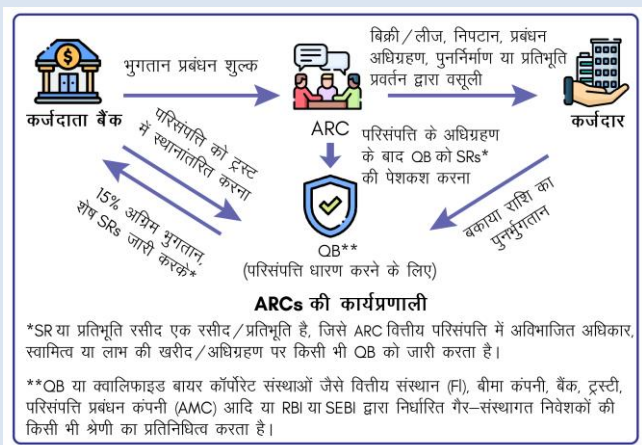 भुगतान प्रबंधन शुल्क
बिक्री/लीज, निपटान, प्रबंधन
अधिग्रहण, पुनर्निर्माण या प्रतिभूति
प्रवर्तन द्वारा वसूली
कर्जदाता बैंक
ARC
कर्जदार
परिसंपत्ति को ट्रस्ट
में स्थानांतरित करना
परिसंपत्ति के अधिग्रहण
के बाद QB को SRs*
की पेशकश करना
15% अग्रिम भुगतान,
शेष SRs जारी करके*
बकाया राशि का
पुनर्भुगतान
QB**
(परिसंपत्ति धारण करने के लिए)
ARCs की कार्यप्रणाली
*SR या प्रतिभूति रसीद एक रसीद/प्रतिभूति है, जिसे ARC वित्तीय परिसंपत्ति में अविभाजित अधिकार,
स्वामित्व या लाभ की खरीद/अधिग्रहण पर किसी भी QB को जारी करता है।
**QB या क्वालिफाइड बायर कॉर्पोरेट संस्थाओं जैसे वित्तीय संस्थान (FI), बीमा कंपनी, बैंक, ट्रस्टी,
परिसंपत्ति प्रबंधन कंपनी (AMC) आदि या RBI या SEBI द्वारा निर्धारित गैर–संस्थागत निवेशकों की
किसी भी श्रेणी का प्रतिनिधित्व करता है।